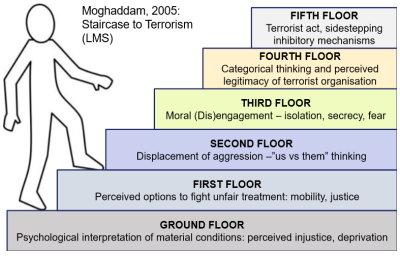 Moghaddam, 2005:
Staircase to Terrorism
(LMS)
FIFTH FLOOR
Terrorist act, sidestepping
inhibitory mechanisms
FOURTH FLOOR
Categorical thinking and perceived
legitimacy of terrorist organisation
THIRD FLOOR
Moral (Dis)engagement – isolation, secrecy, fear
SECOND FLOOR
Displacement of aggression –"us vs them" thinking
FIRST FLOOR
Perceived options to fight unfair treatment: mobility, justice
GROUND FLOOR
Psychological interpretation of material conditions: perceived injustice, deprivation